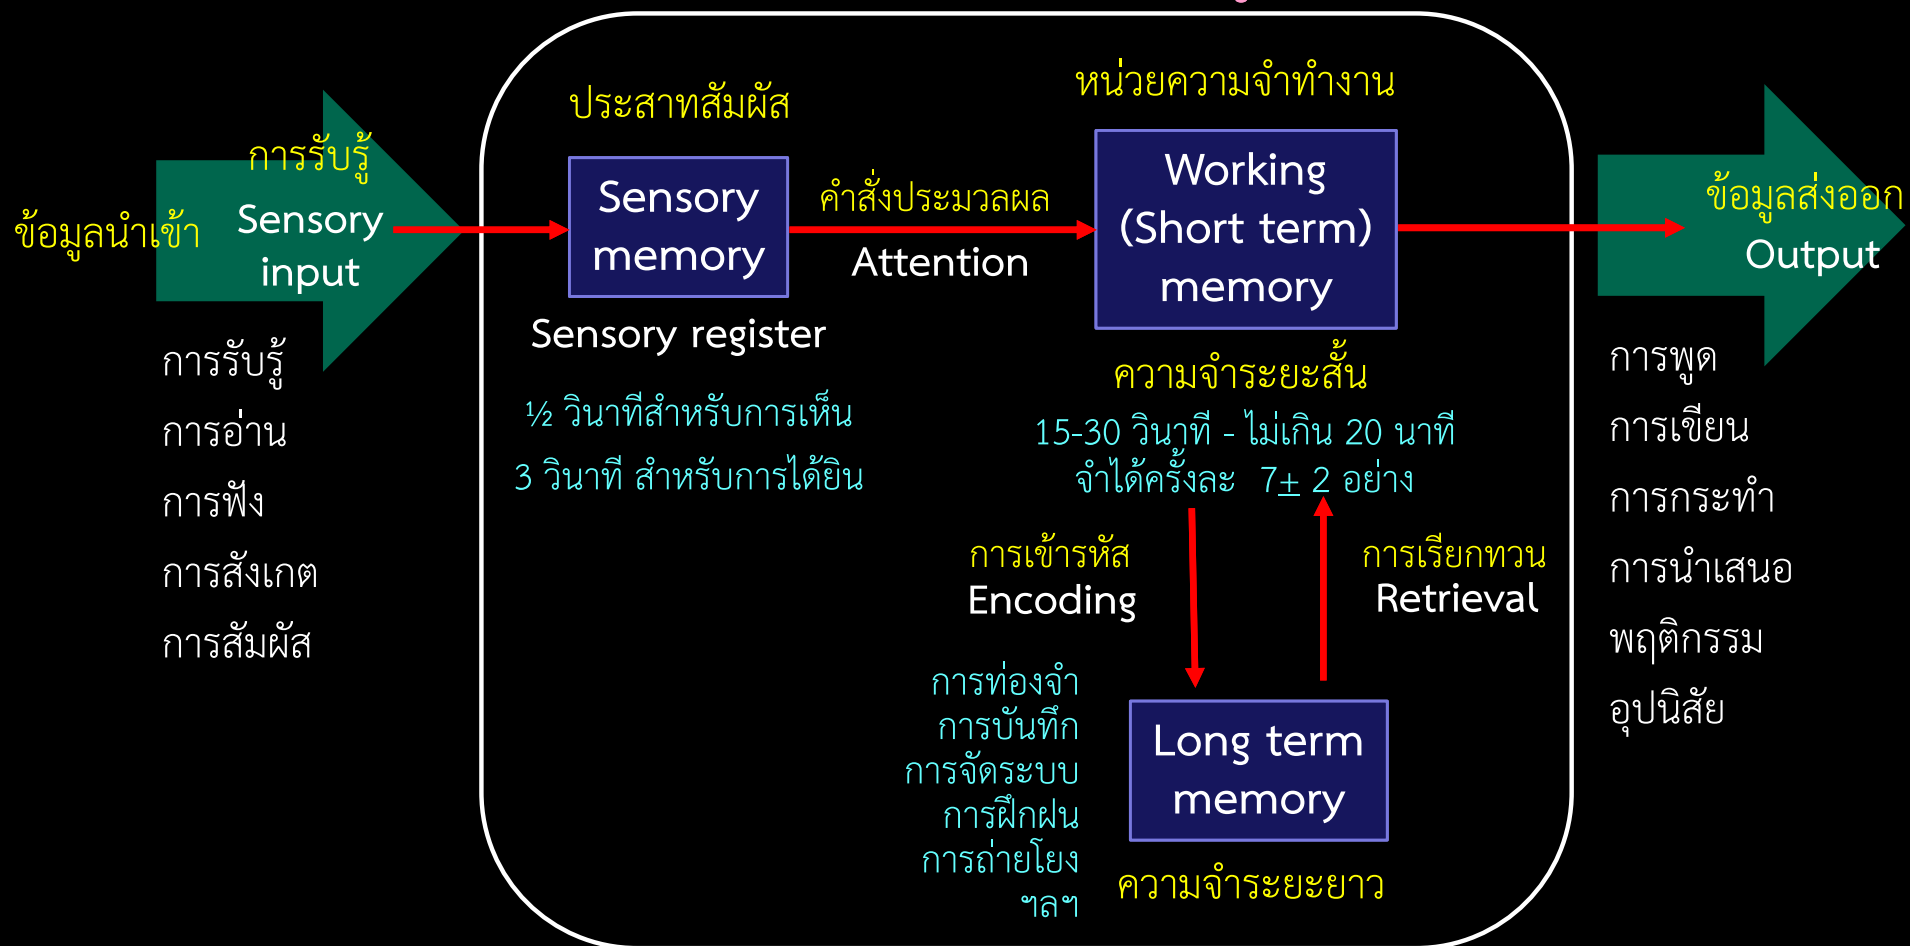 ข้อมูลนำเข้า
การรับรู้
Sensory
input
การรับรู้
การอ่าน
การฟัง
การสังเกต
การสัมผัส
ประสาทสัมผัส
Sensory
memory
Sensory register
½ วินาทีสำหรับการเห็น
3 วินาที สำหรับการได้ยิน
คำสั่งประมวลผล
Attention
หน่วยความจำทำงาน
Working
(Short term)
memory
ความจำระยะสั้น
15-30 วินาที - ไม่เกิน 20 นาที
จำได้ครั้งละ 7± 2 อย่าง
การเข้ารหัส
Encoding
การเรียกทวน
Retrieval
การท่องจำ
การบันทึก
การจัดระบบ
การฝึกฝน
การถ่ายโยง
ฯลฯ
Long term
memory
ความจำระยะยาว
ข้อมูลส่งออก
Output
การพูด
การเขียน
การกระทำ
การนำเสนอ
พฤติกรรม
อุปนิสัย